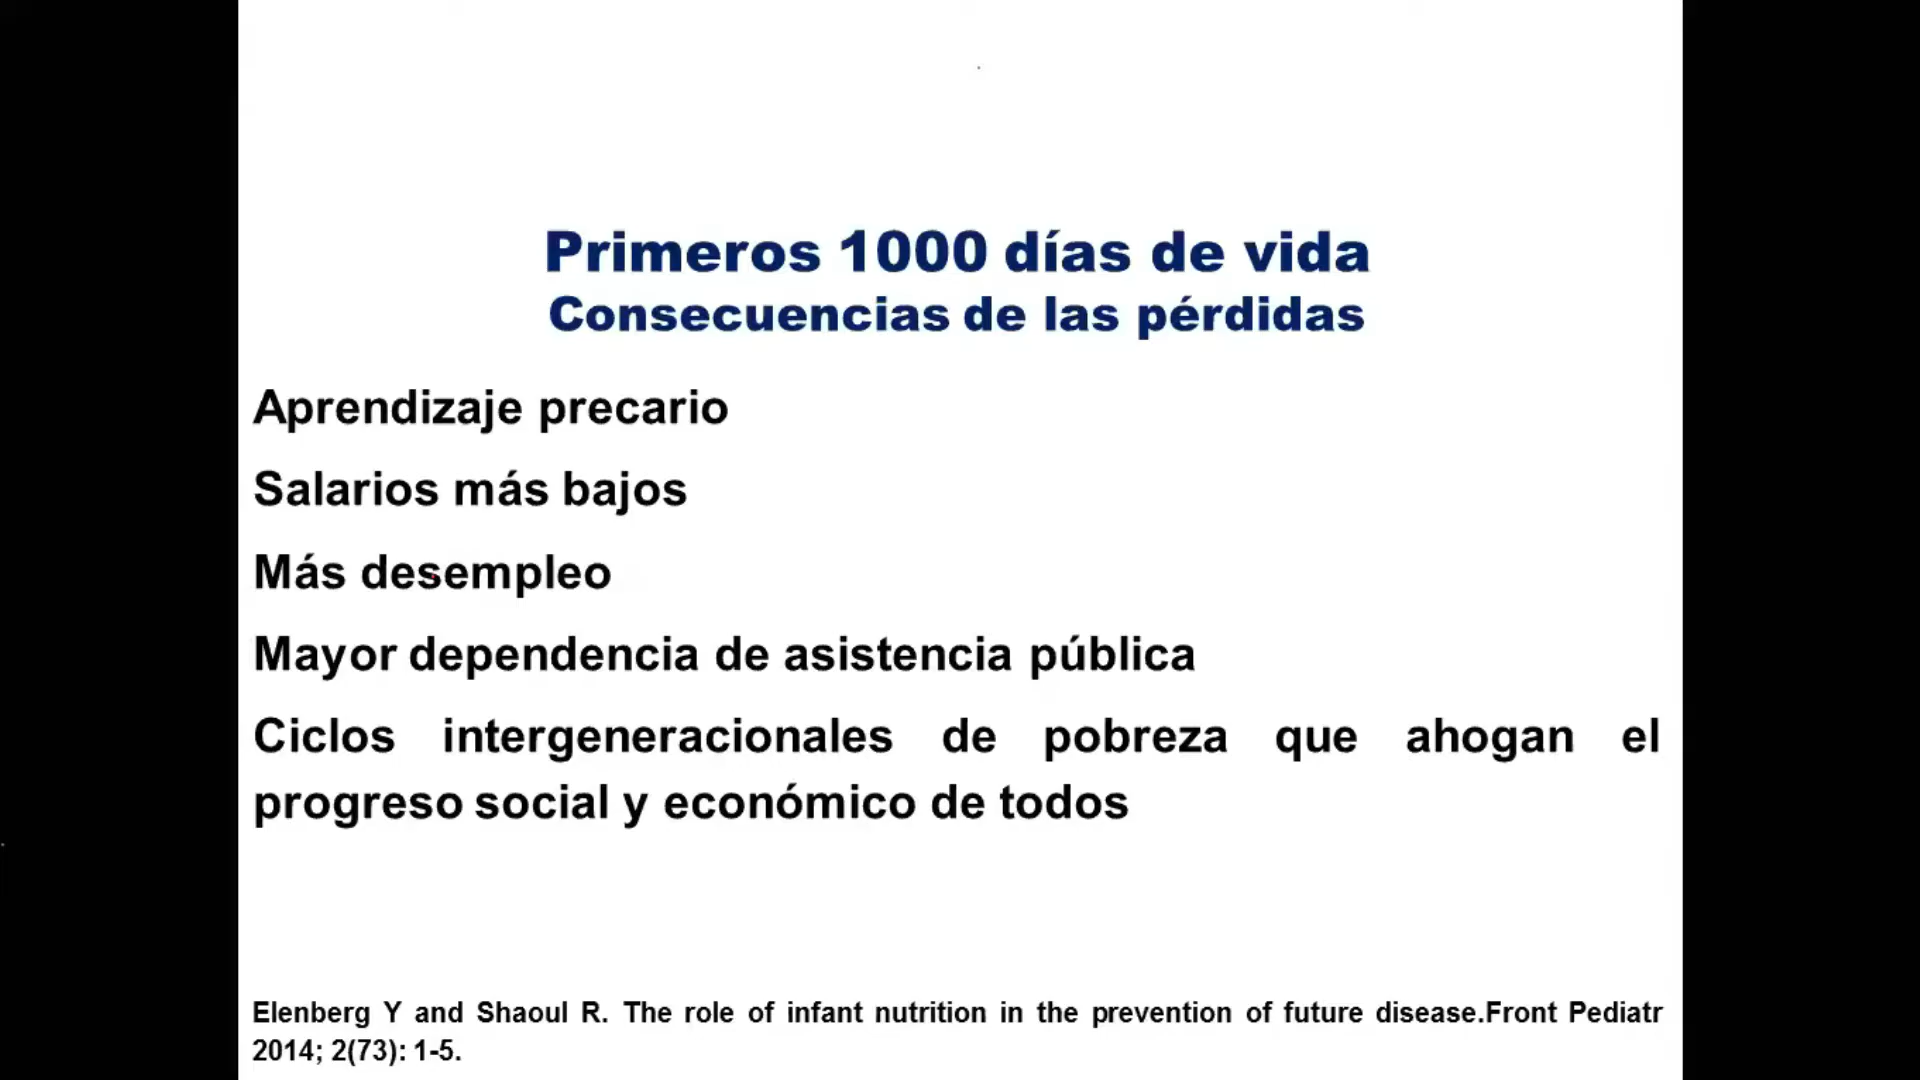 Primeros 1000 días de vida
Consecuencias de las pérdidas
Aprendizaje precario
Salarios más bajos
Más desempleo
Mayor dependencia de asistencia pública
Ciclos intergeneracionales de pobreza que ahogan el
progreso social y económico de todos
Elenberg Y and Shaoul R. The role of infant nutrition in the prevention of future disease.Front Pediatr
2014; 2(73): 1-5.